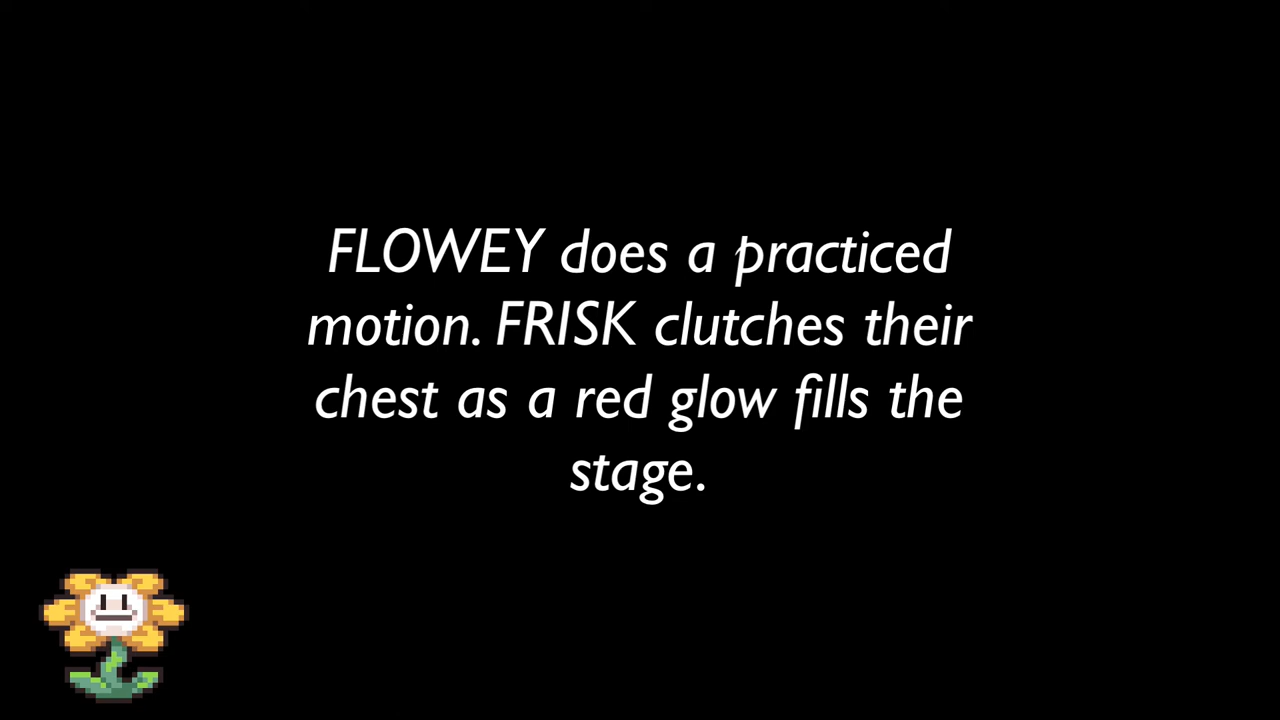 FLOWEY does a practiced
motion. FRISK clutches their
chest as a red glow fills the
stage.